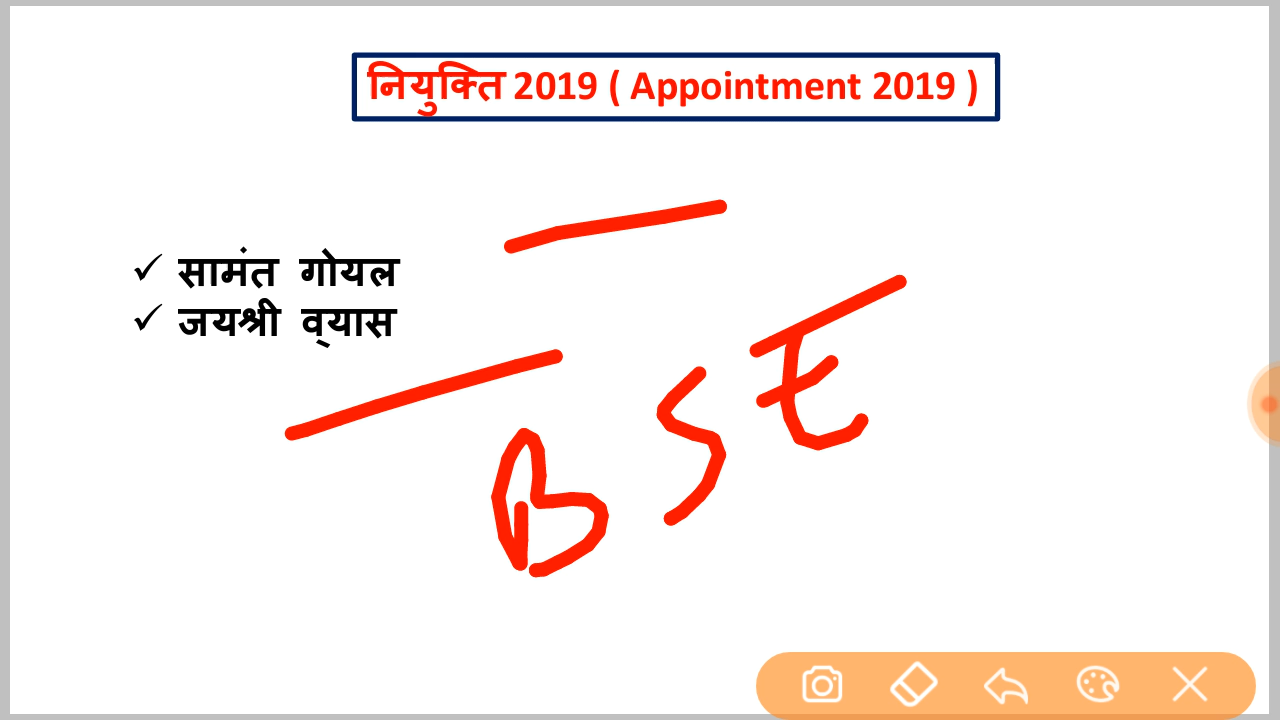 नियुक्ति 2019 ( Appointment 2019 )
✓ सामंत गोयल
✓ जयश्री व्यास
BSE